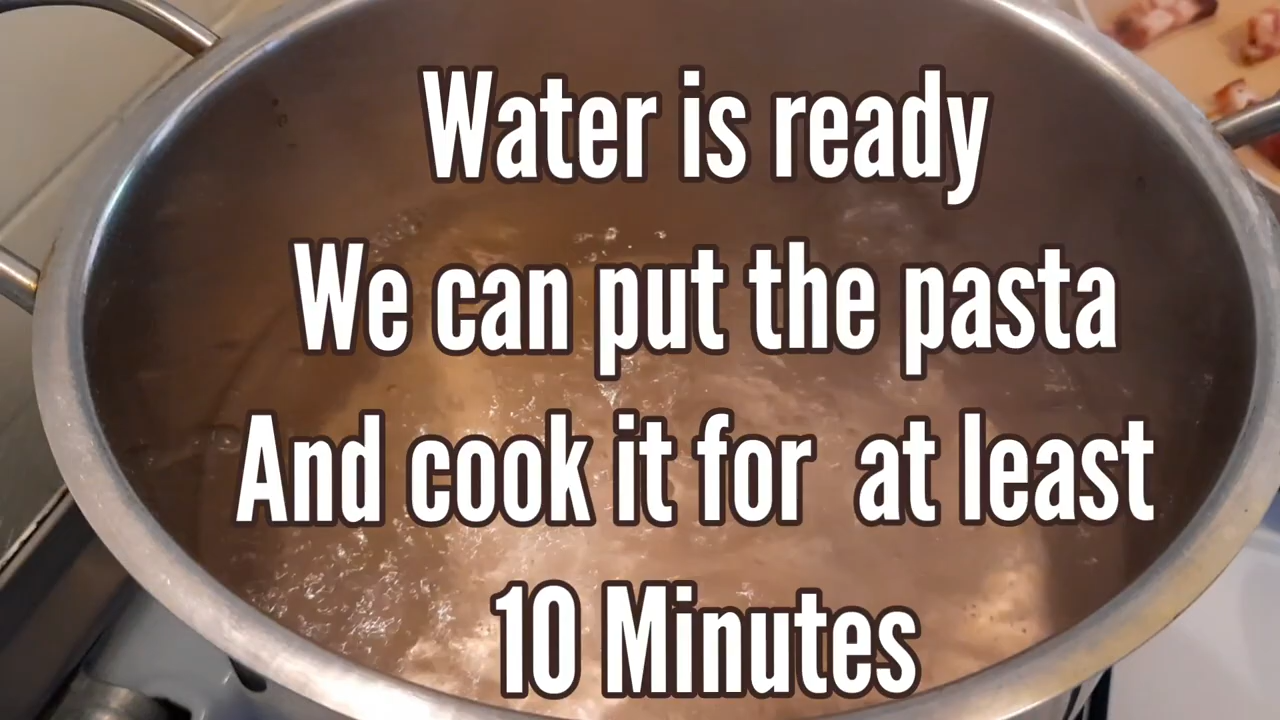 Water is ready
We can put the pasta
And cook it for  at least
10 Minutes